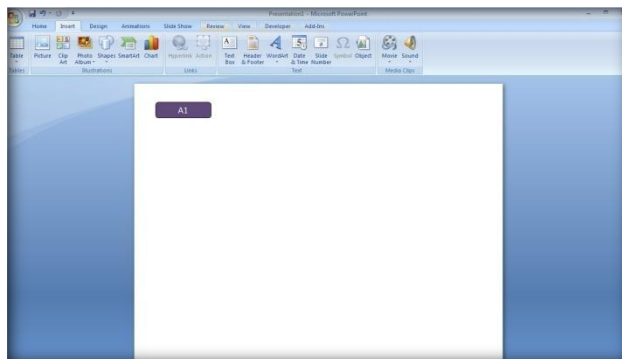 Presentation1 - Microsoft PowerPoint
Home Insert Design Animations Slide Show Review View Developer Add-Ins
Table Picture Clip Art Photo Album Shapes SmartArt Chart Hyperlink Action Text Box Header & Footer WordArt Date & Time Slide Number Symbol Object Movie Sound
Tables Illustrations Links Text Media Clips
A1